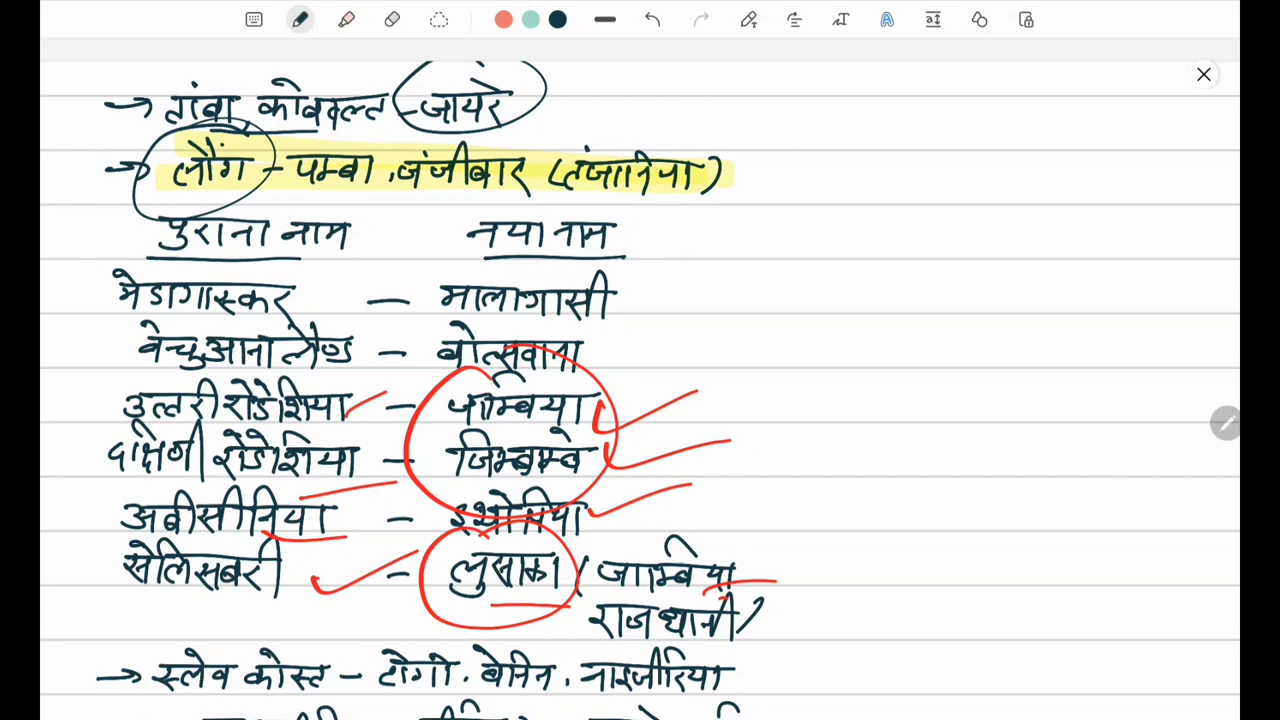 → तांबा, कोबाल्ट - जायरे
→ लौंग - पम्बा, जंजीबार (तंजानिया)
पुराना नाम नया नाम
मेडागास्कर - मालागासी
बेचुआनालैण्ड - बोत्सवाना
उत्तरी रोडेशिया - जाम्बिया
दक्षिणी रोडेशिया - जिम्बाम्बे
अबीसीनिया - इथोपिया
सेलिसबरी - लुसाका (जाम्बिया
राजधानी)
→ स्लेव कोस्ट - टोगो, बेनिन, नाइजीरिया